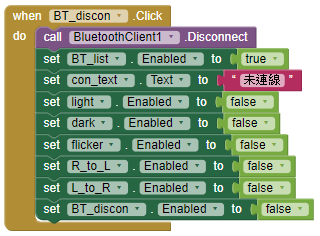 when BT_discon .Click
do call BluetoothClient1 .Disconnect
set BT_list . Enabled to true
set con_text . Text to " 未連線 "
set light . Enabled to false
set dark . Enabled to false
set flicker . Enabled to false
set R_to_L . Enabled to false
set L_to_R . Enabled to false
set BT_discon . Enabled to false